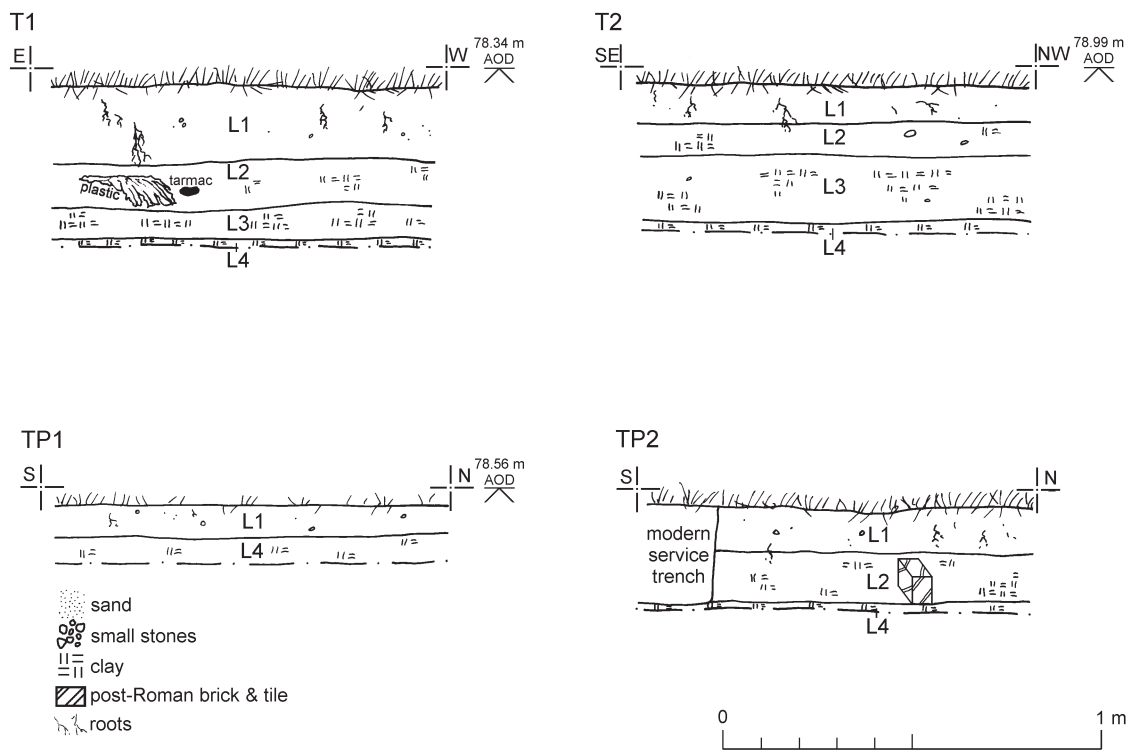 T1
E
W
78.34 m
AOD
L1
L2
plastic
tarmac
L3
L4
T2
SE
NW
78.99 m
AOD
L1
L2
L3
L4
TP1
S
N
78.56 m
AOD
L1
L4
TP2
S
N
modern
service
trench
L1
L2
L4
sand
small stones
clay
post-Roman brick & tile
roots
0
1 m